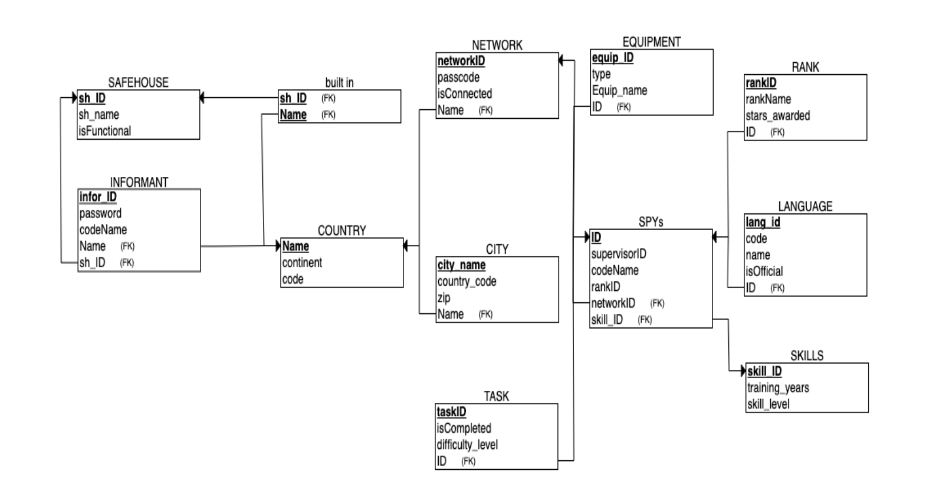 SAFEHOUSE
sh_ID
sh_name
isFunctional
built in
sh_ID (FK)
Name (FK)
NETWORK
networkID
passcode
isConnected
Name (FK)
EQUIPMENT
equip_ID
type
Equip_name
ID (FK)
RANK
rankID
rankName
stars_awarded
ID (FK)
INFORMANT
infor_ID
password
codeName
Name (FK)
sh_ID (FK)
COUNTRY
Name
continent
code
CITY
city_name
country_code
zip
Name (FK)
SPYs
ID
supervisorID
codeName
rankID
networkID (FK)
skill_ID (FK)
LANGUAGE
lang_id
code
name
isOfficial
ID (FK)
TASK
taskID
isCompleted
difficulty_level
ID (FK)
SKILLS
skill_ID
training_years
skill_level